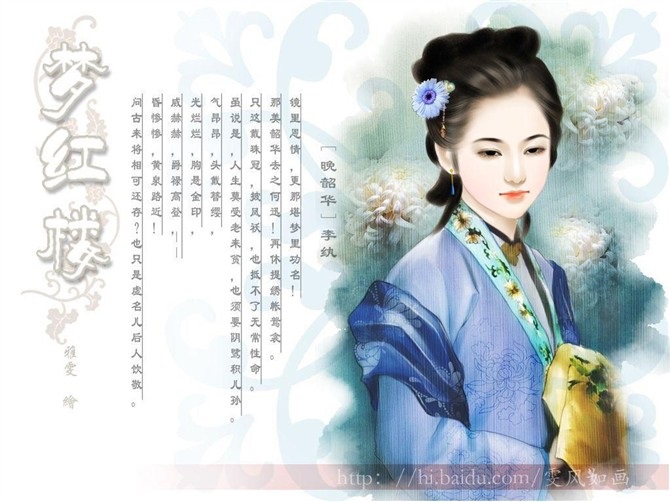 梦红楼
「晚韶华」李纨
镜里恩情，更那堪梦里功名！
那美韶华去之何迅！再休提绣帐鸳衾。
只这戴珠冠，披凤袄，也抵不了无常性命。
虽说是，人生莫受老来贫，也须要阴骘积儿孙。
气昂昂，头戴簪缨，
光灿灿，胸悬金印，
威赫赫，爵禄高登，——
昏惨惨，黄泉路近！
问古来将相可还存？也只是虚名儿后人钦敬。
雅雯 繪
http://hi.baidu.com/雯风如画